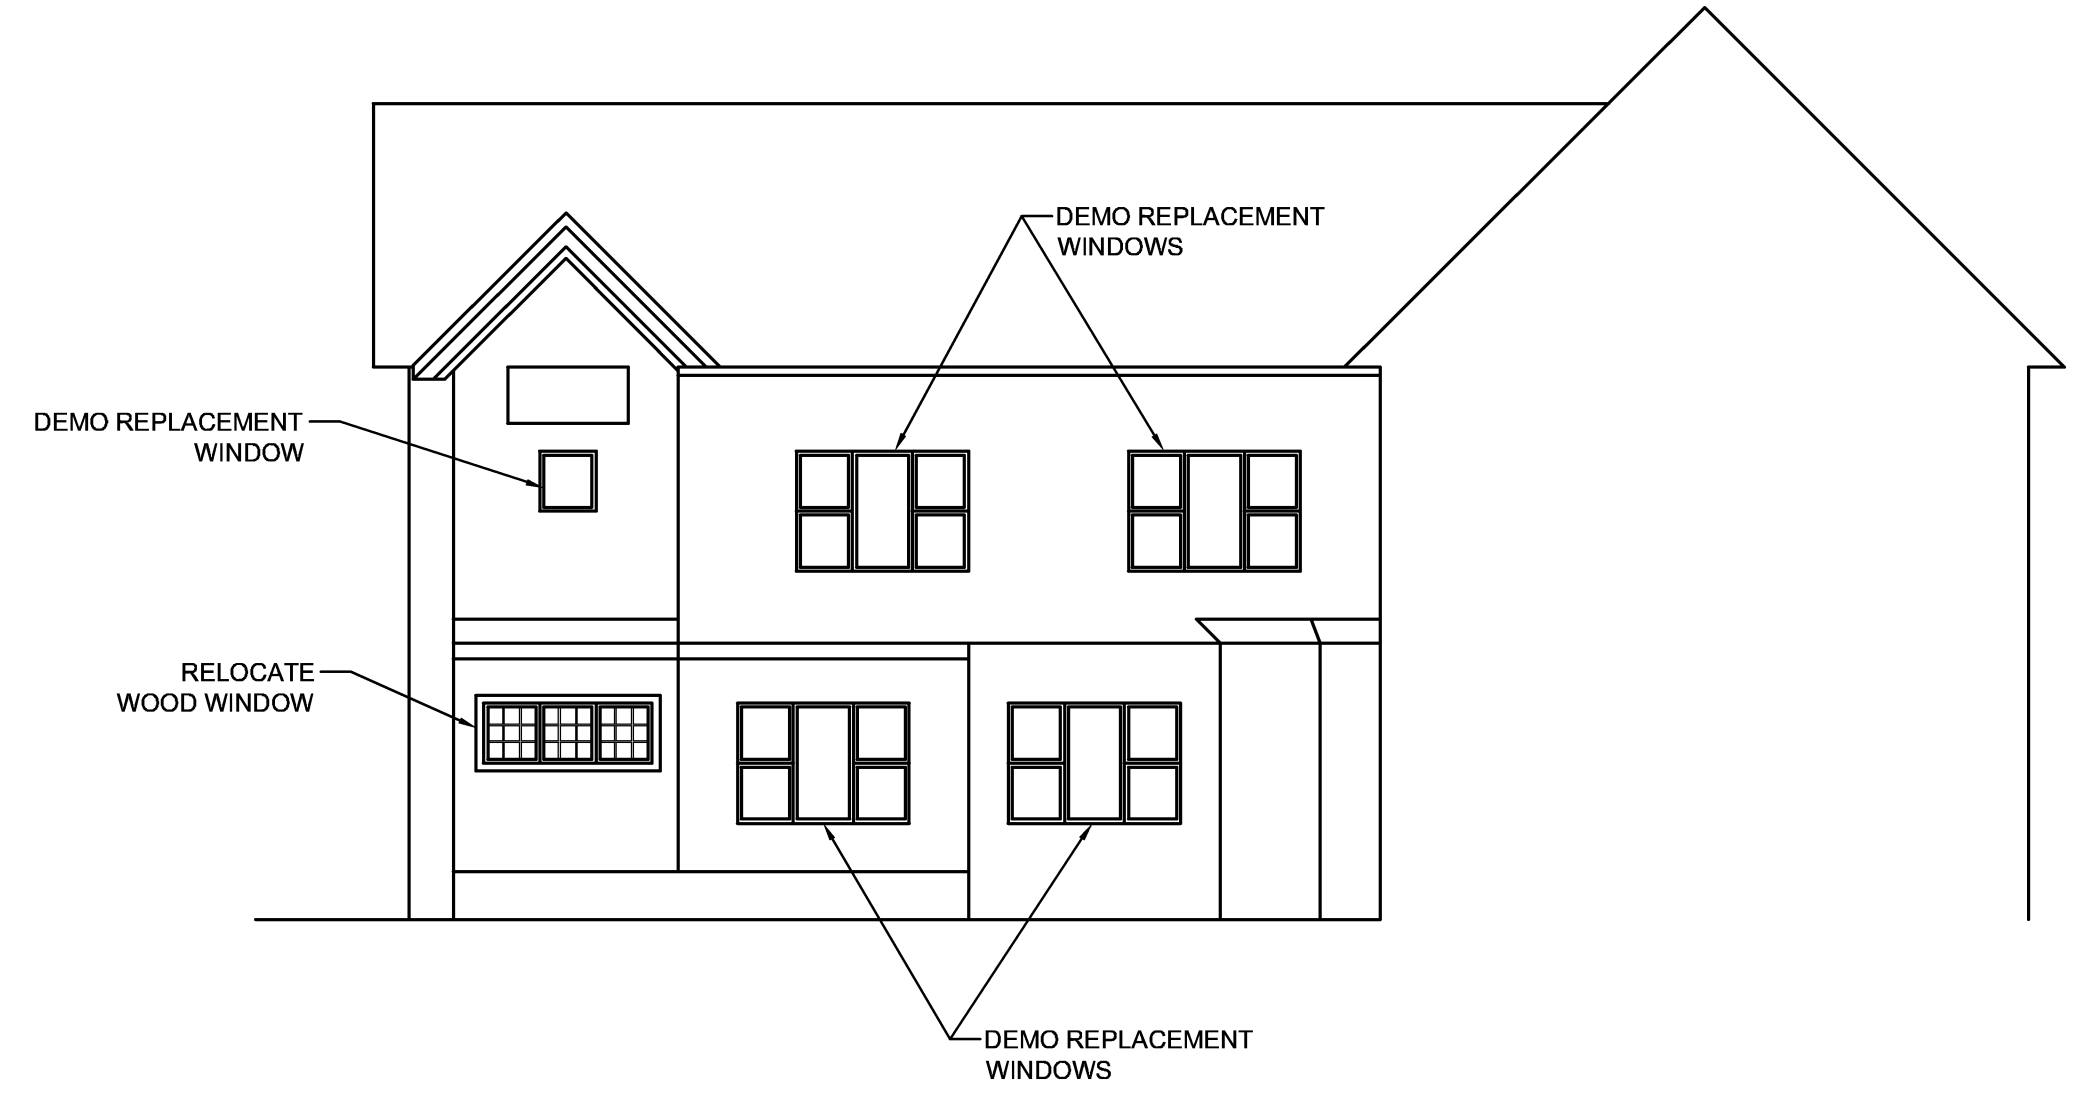 DEMO REPLACEMENT
WINDOWS
DEMO REPLACEMENT
WINDOW
RELOCATE
WOOD WINDOW
DEMO REPLACEMENT
WINDOWS